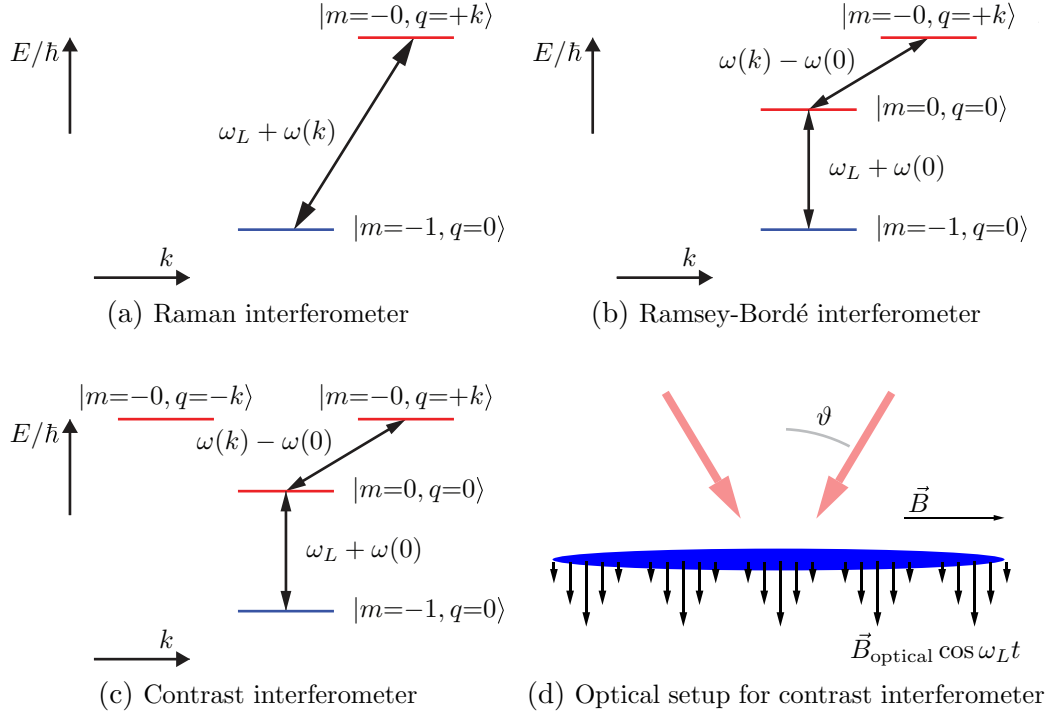 |m=−0, q=+k⟩
E/ħ
ω_L + ω(k)
|m=−1, q=0⟩
k
(a) Raman interferometer
|m=−0, q=+k⟩
E/ħ
ω(k) − ω(0)
|m=0, q=0⟩
ω_L + ω(0)
|m=−1, q=0⟩
k
(b) Ramsey-Bordé interferometer
|m=−0, q=−k⟩ |m=−0, q=+k⟩
E/ħ
ω(k) − ω(0)
|m=0, q=0⟩
ω_L + ω(0)
|m=−1, q=0⟩
k
(c) Contrast interferometer
ϑ
B⃗
B⃗_optical cos ω_L t
(d) Optical setup for contrast interferometer